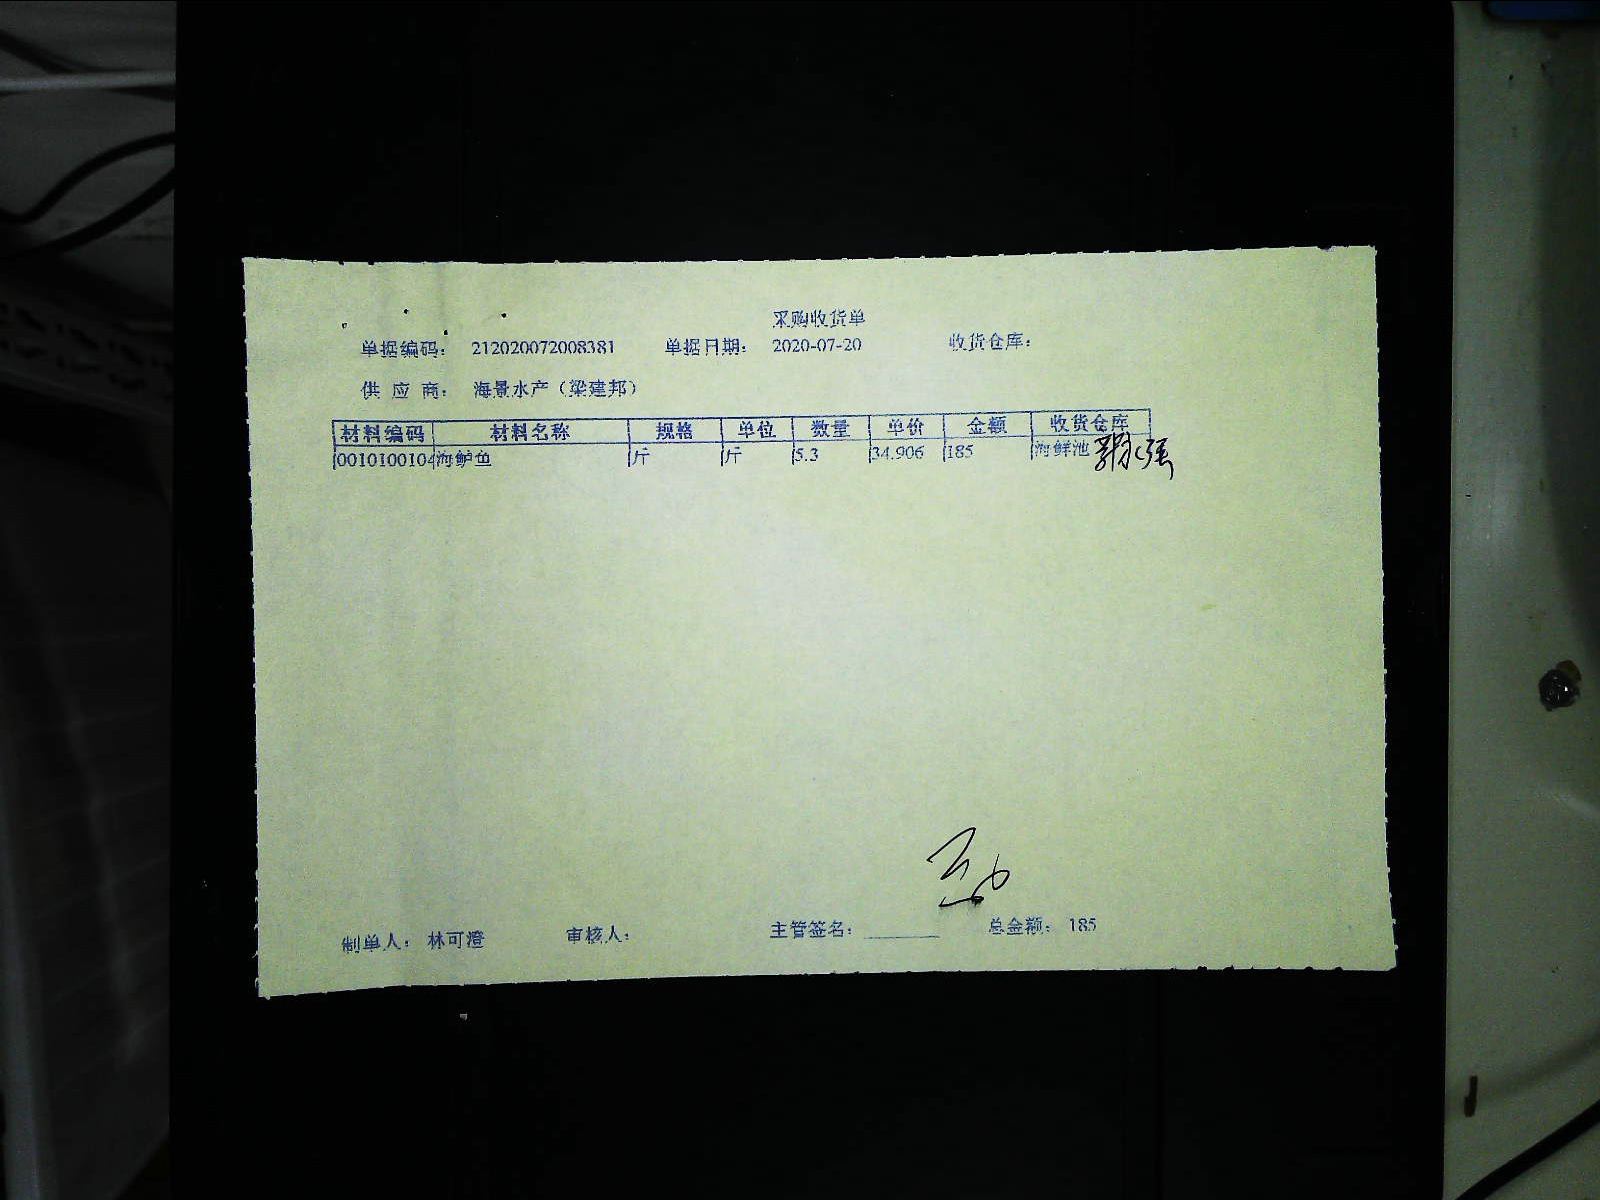 采购收货单
单据编码： 212020072008381 单据日期： 2020-07-20 收货仓库：
供 应 商： 海景水产（梁建邦）
材料编码 材料名称 规格 单位 数量 单价 金额 收货仓库
0010100104 海鲈鱼 斤 斤 5.3 34.906 185 海鲜池
制单人： 林可澄 审核人： 主管签名： 总金额： 185